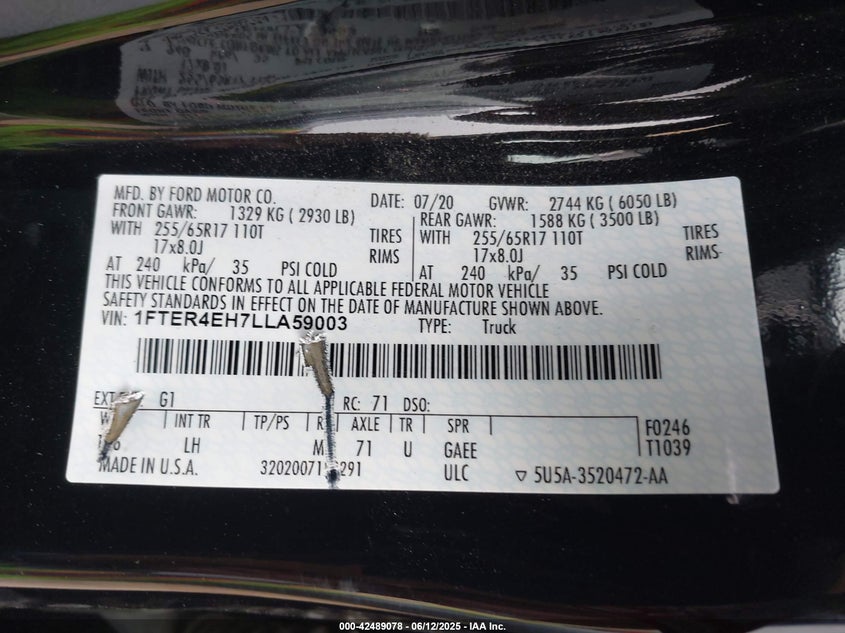 MFD. BY FORD MOTOR CO. DATE: 07/20 GVWR: 2744 KG ( 6050 LB)
FRONT GAWR: 1329 KG ( 2930 LB) REAR GAWR: 1588 KG ( 3500 LB)
WITH 255/65R17 110T TIRES WITH 255/65R17 110T TIRES
17x8.0J RIMS 17x8.0J RIMS
AT 240 kPa/ 35 PSI COLD AT 240 kPa/ 35 PSI COLD
THIS VEHICLE CONFORMS TO ALL APPLICABLE FEDERAL MOTOR VEHICLE
SAFETY STANDARDS IN EFFECT ON THE DATE OF MANUFACTURE SHOWN ABOVE.
VIN: 1FTER4EH7LLA59003 TYPE: Truck
EXT G1 RC: 71 DSO:
INT TR TP/PS R AXLE TR SPR F0246
LH M 71 U GAEE T1039
MADE IN U.S.A. ULC ▽ 5U5A-3520472-AA
000-42489078 - 06/12/2025 - IAA Inc.